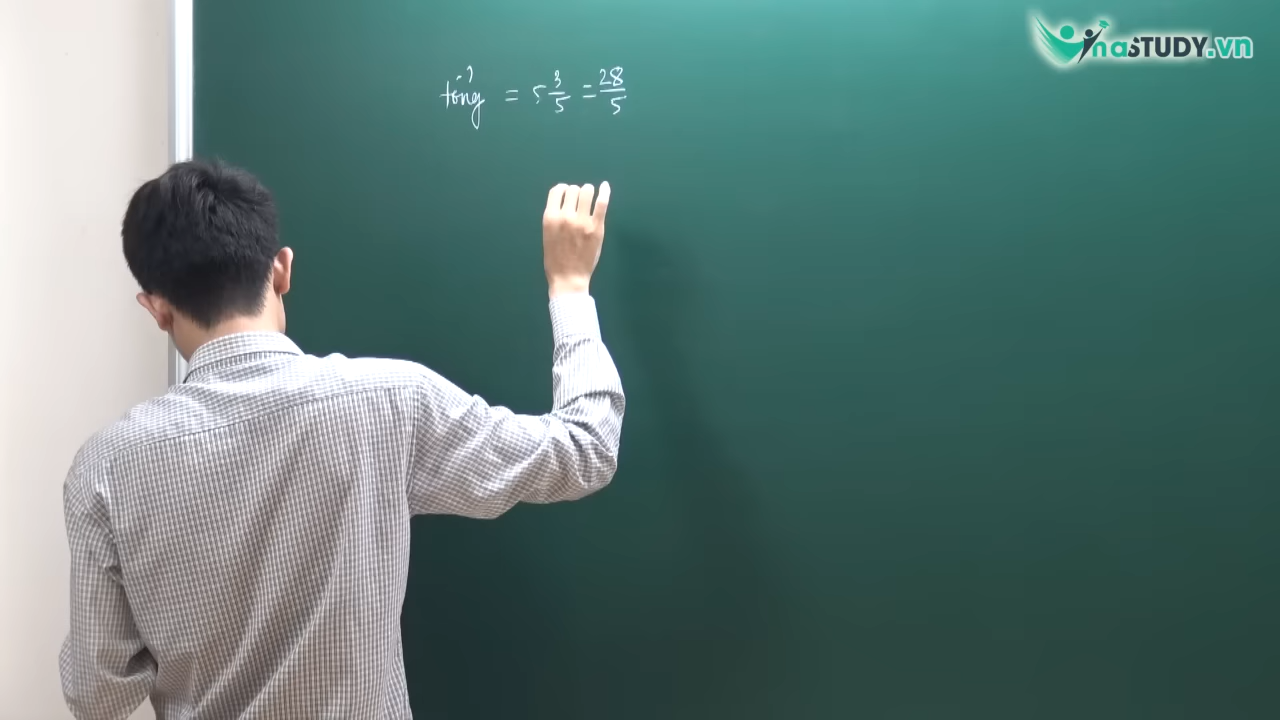 VinaSTUDY.vn
tổng = 5 3/5 = 28/5